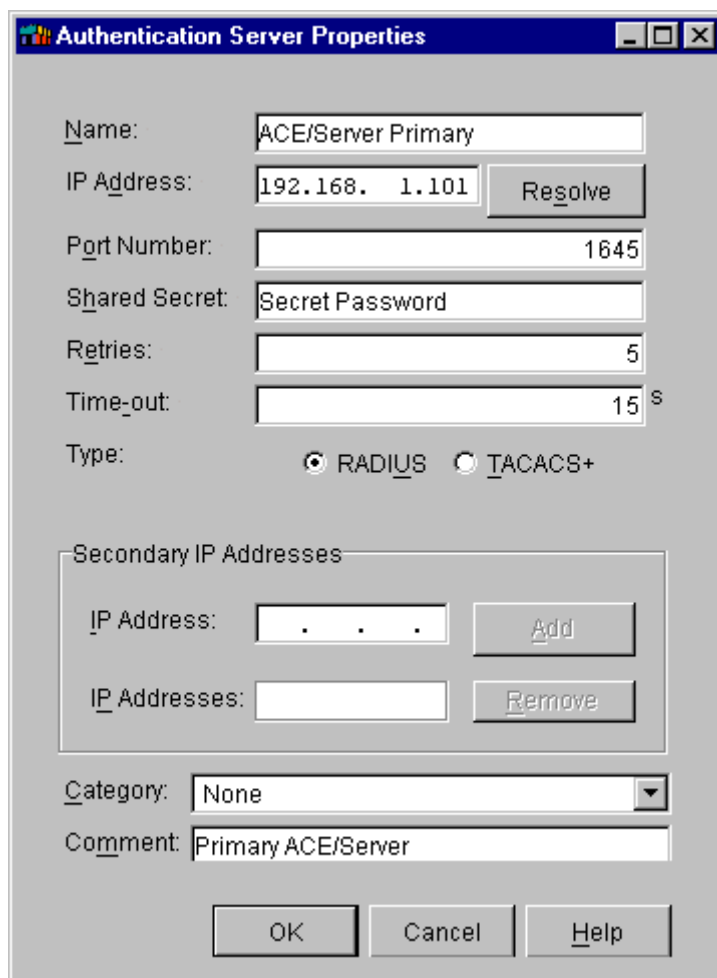 Authentication Server Properties
Name: ACE/Server Primary
IP Address: 192.168. 1.101 Resolve
Port Number: 1645
Shared Secret: Secret Password
Retries: 5
Time-out: 15 s
Type: RADIUS TACACS+
Secondary IP Addresses
IP Address: . . . Add
IP Addresses: Remove
Category: None
Comment: Primary ACE/Server
OK Cancel Help